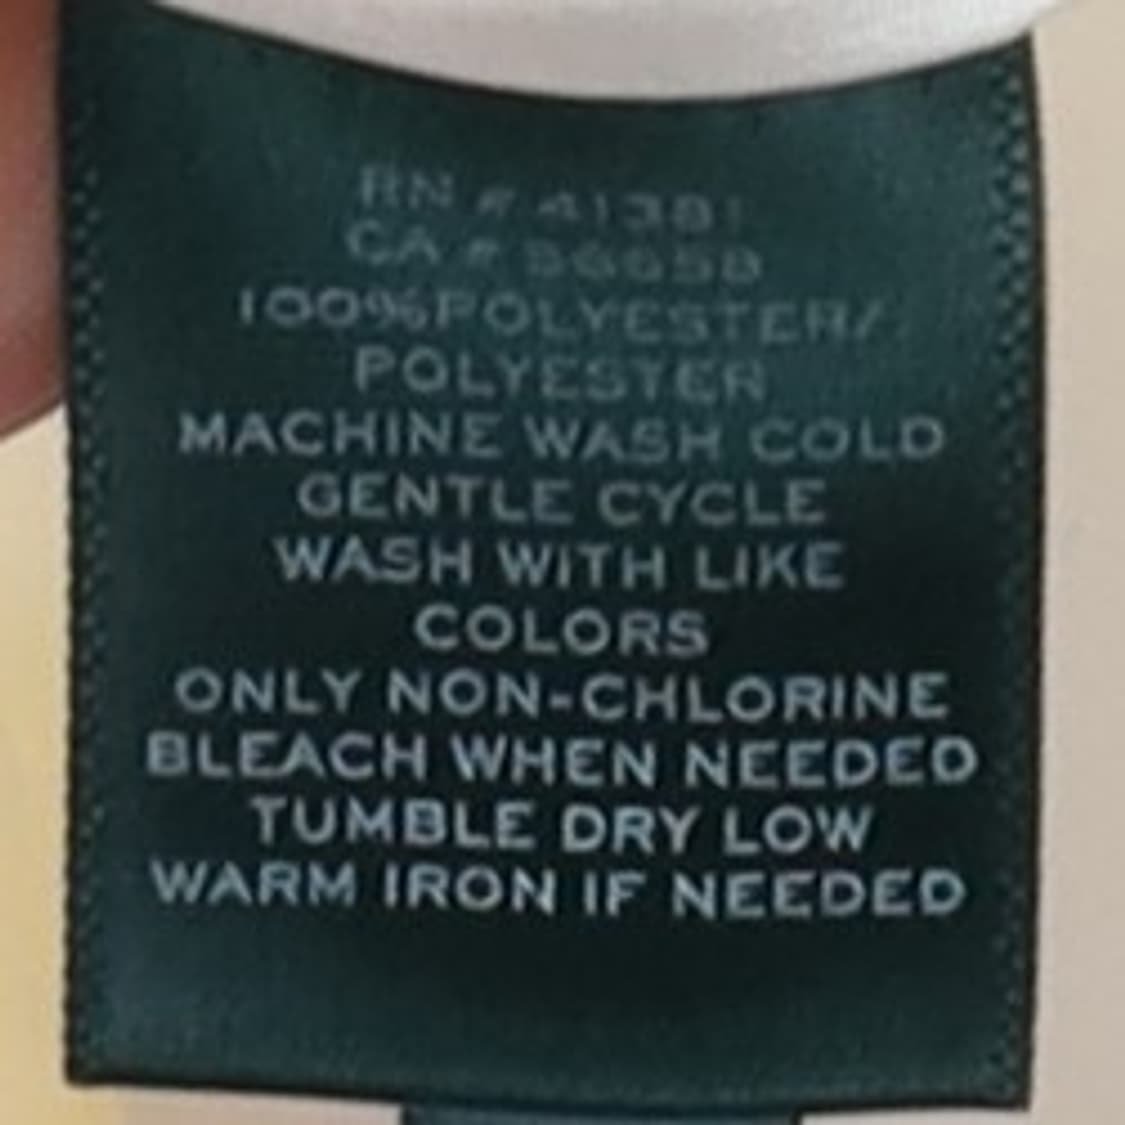 RN # 41381
CA #
100%POLYESTER/
POLYESTER
MACHINE WASH COLD
GENTLE CYCLE
WASH WITH LIKE
COLORS
ONLY NON-CHLORINE
BLEACH WHEN NEEDED
TUMBLE DRY LOW
WARM IRON IF NEEDED